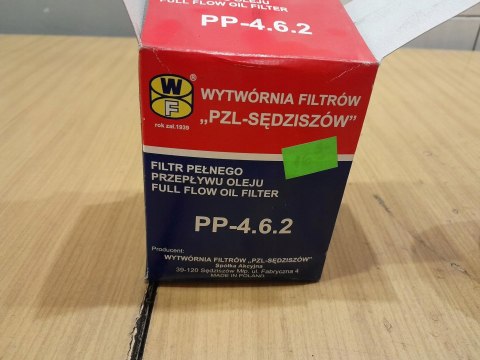 PRZEPŁYWU OLEJU
FULL FLOW OIL FILTER
PP-4.6.2
W
F
®
rok zał.1939
WYTWÓRNIA FILTRÓW
„PZL-SĘDZISZÓW”
FILTR PEŁNEGO
PRZEPŁYWU OLEJU
FULL FLOW OIL FILTER
PP-4.6.2
Producent:
WYTWÓRNIA FILTRÓW „PZL-SĘDZISZÓW”
Spółka Akcyjna
39-120 Sędziszów Młp. ul. Fabryczna 4
MADE IN POLAND